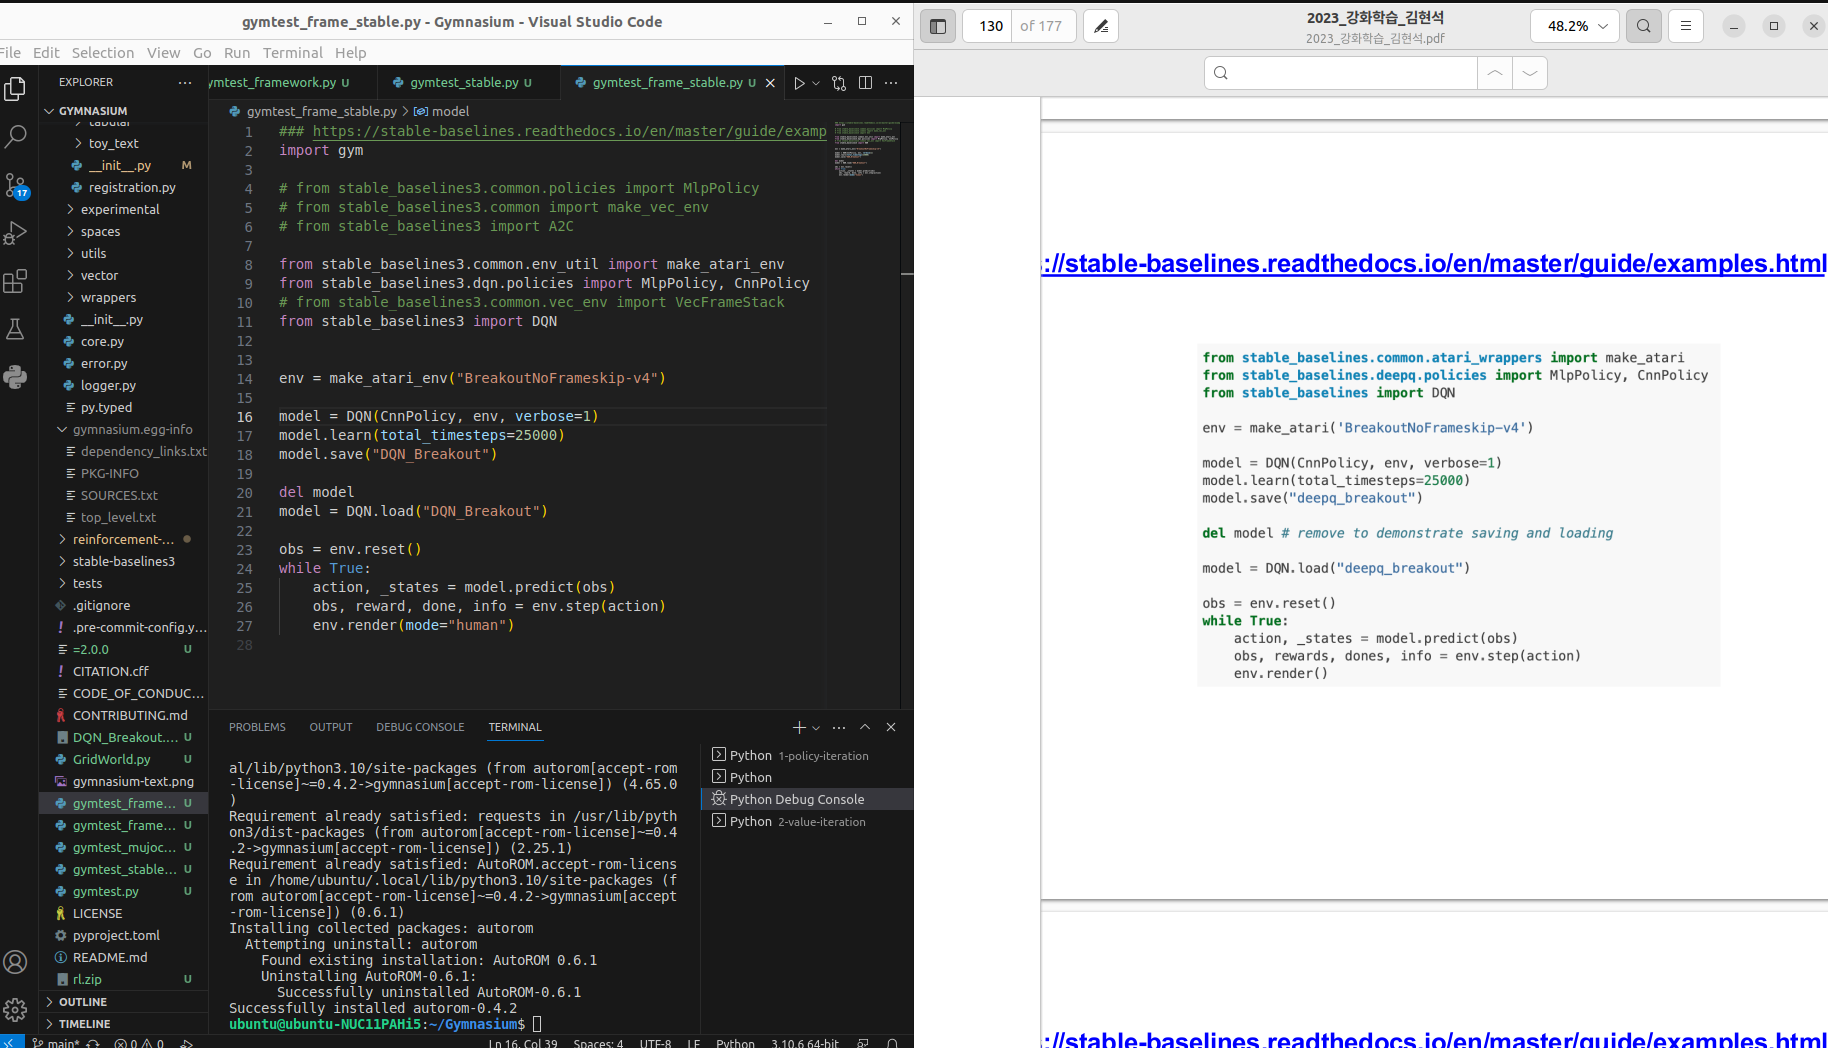 gymtest_frame_stable.py - Gymnasium - Visual Studio Code
File Edit Selection View Go Run Terminal Help
EXPLORER
GYMNASIUM
tabular
toy_text
__init__.py M
registration.py
experimental
spaces
utils
vector
wrappers
__init__.py
core.py
error.py
logger.py
py.typed
gymnasium.egg-info
dependency_links.txt
PKG-INFO
SOURCES.txt
top_level.txt
reinforcement-...
stable-baselines3
tests
.gitignore
.pre-commit-config.y...
=2.0.0 U
CITATION.cff
CODE_OF_CONDUC...
CONTRIBUTING.md
DQN_Breakout.... U
GridWorld.py U
gymnasium-text.png
gymtest_frame... U
gymtest_frame... U
gymtest_mujoc... U
gymtest_stable... U
gymtest.py U
LICENSE
pyproject.toml
README.md
rl.zip U
OUTLINE
TIMELINE
17
ymtest_framework.py U
gymtest_stable.py U
gymtest_frame_stable.py U
gymtest_frame_stable.py > model
1 ### https://stable-baselines.readthedocs.io/en/master/guide/examp
2 import gym
3
4 # from stable_baselines3.common.policies import MlpPolicy
5 # from stable_baselines3.common import make_vec_env
6 # from stable_baselines3 import A2C
7
8 from stable_baselines3.common.env_util import make_atari_env
9 from stable_baselines3.dqn.policies import MlpPolicy, CnnPolicy
10 # from stable_baselines3.common.vec_env import VecFrameStack
11 from stable_baselines3 import DQN
12
13
14 env = make_atari_env("BreakoutNoFrameskip-v4")
15
16 model = DQN(CnnPolicy, env, verbose=1)
17 model.learn(total_timesteps=25000)
18 model.save("DQN_Breakout")
19
20 del model
21 model = DQN.load("DQN_Breakout")
22
23 obs = env.reset()
24 while True:
25 action, _states = model.predict(obs)
26 obs, reward, done, info = env.step(action)
27 env.render(mode="human")
28
PROBLEMS OUTPUT DEBUG CONSOLE TERMINAL
al/lib/python3.10/site-packages (from autorom[accept-rom
-license]~=0.4.2->gymnasium[accept-rom-license]) (4.65.0
)
Requirement already satisfied: requests in /usr/lib/pyth
on3/dist-packages (from autorom[accept-rom-license]~=0.4
.2->gymnasium[accept-rom-license]) (2.25.1)
Requirement already satisfied: AutoROM.accept-rom-licens
e in /home/ubuntu/.local/lib/python3.10/site-packages (f
rom autorom[accept-rom-license]~=0.4.2->gymnasium[accept
-rom-license]) (0.6.1)
Installing collected packages: autorom
Attempting uninstall: autorom
Found existing installation: AutoROM 0.6.1
Uninstalling AutoROM-0.6.1:
Successfully uninstalled AutoROM-0.6.1
Successfully installed autorom-0.4.2
ubuntu@ubuntu-NUC11PAHi5:~/Gymnasium$
Python 1-policy-iteration
Python
Python Debug Console
Python 2-value-iteration
main* 0 0 Ln 16, Col 39 Spaces: 4 UTF-8 LF Python 3.10.6 64-bit
130 of 177
2023_강화학습_김현석
2023_강화학습_김현석.pdf
48.2%
://stable-baselines.readthedocs.io/en/master/guide/examples.html
from stable_baselines.common.atari_wrappers import make_atari
from stable_baselines.deepq.policies import MlpPolicy, CnnPolicy
from stable_baselines import DQN
env = make_atari('BreakoutNoFrameskip-v4')
model = DQN(CnnPolicy, env, verbose=1)
model.learn(total_timesteps=25000)
model.save("deepq_breakout")
del model # remove to demonstrate saving and loading
model = DQN.load("deepq_breakout")
obs = env.reset()
while True:
action, _states = model.predict(obs)
obs, rewards, dones, info = env.step(action)
env.render()
://stable-baselines.readthedocs.io/en/master/guide/examples.html